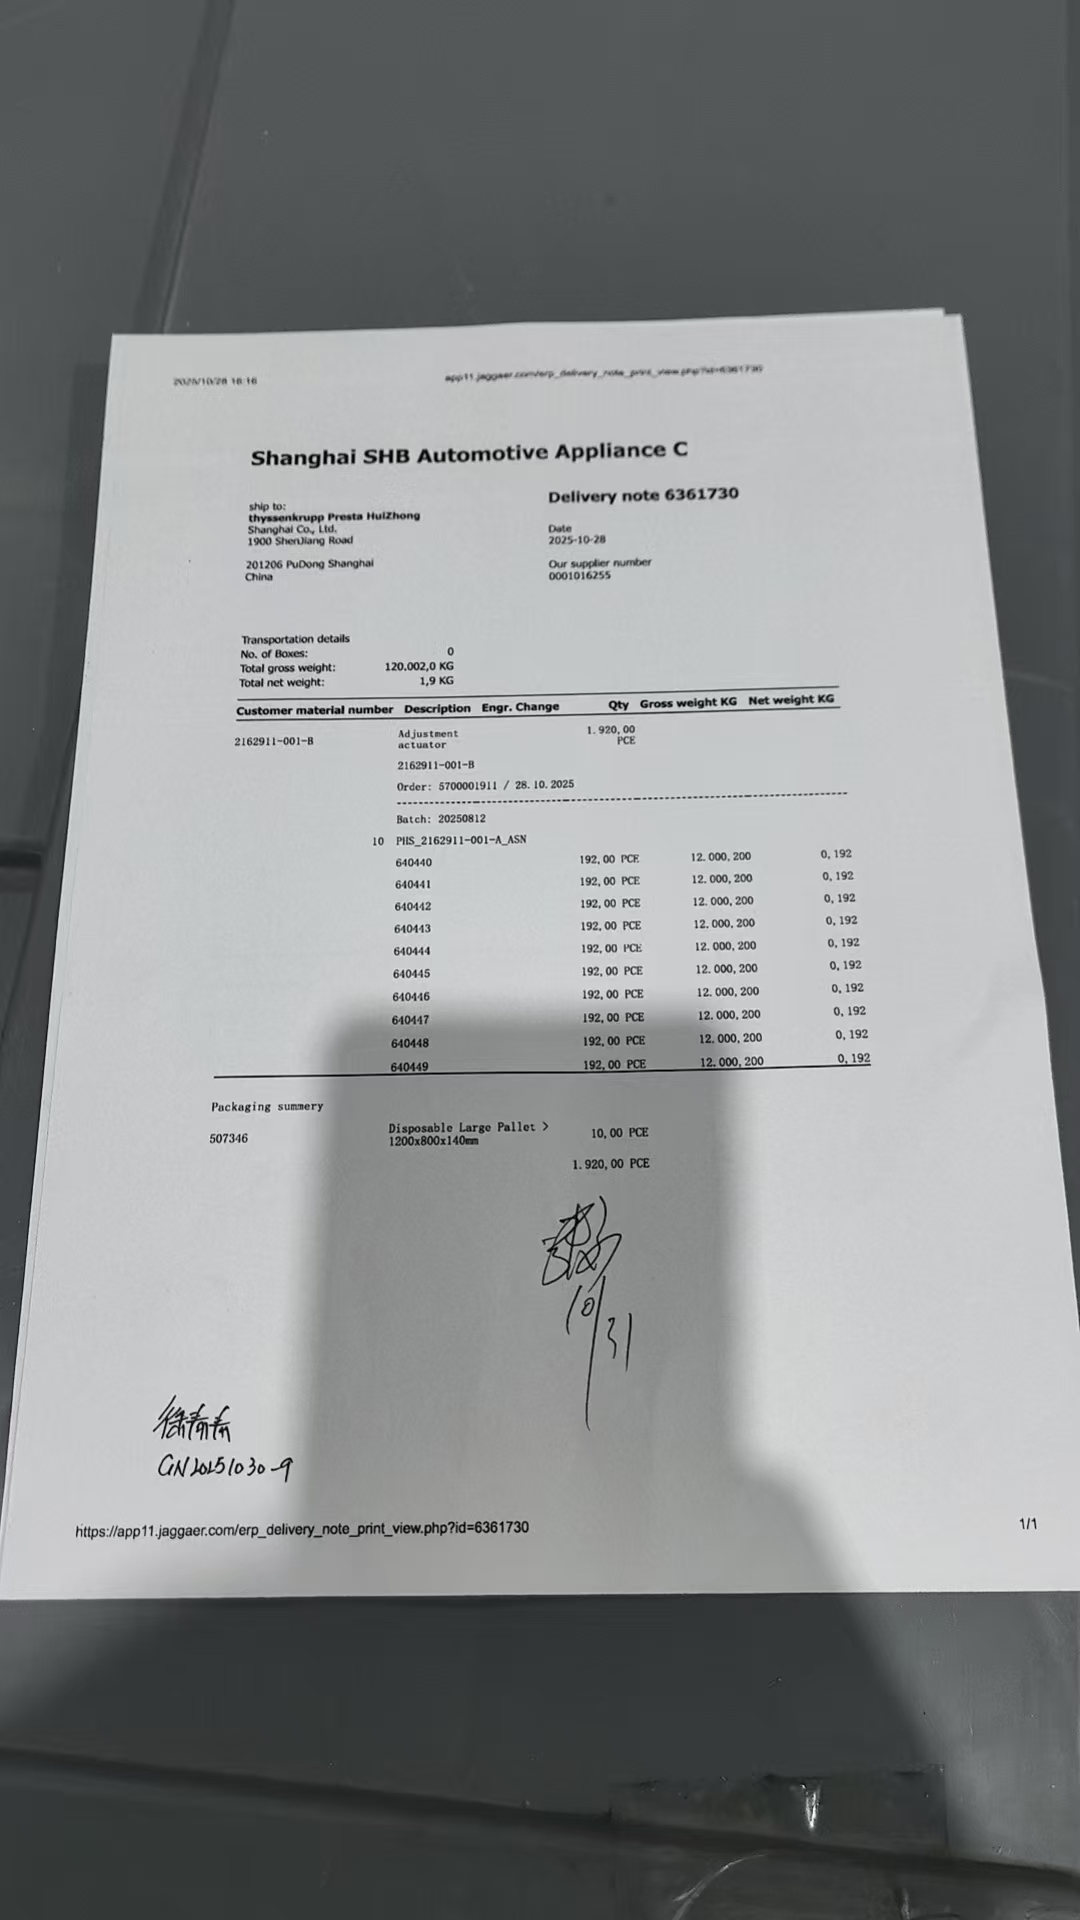 2025/10/28 16:16
app11.jaggaer.com/erp_delivery_note_print_view.php?id=6361730
Shanghai SHB Automotive Appliance C
Delivery note 6361730
ship to:
thyssenkrupp Presta HuiZhong
Shanghai Co., Ltd.
1900 ShenJiang Road
201206 PuDong Shanghai
China
Date
2025-10-28
Our supplier number
0001016255
Transportation details
No. of Boxes: 0
Total gross weight: 120.002,0 KG
Total net weight: 1,9 KG
Customer material number Description Engr. Change Qty Gross weight KG Net weight KG
2162911-001-B Adjustment actuator 1.920,00 PCE
2162911-001-B
Order: 5700001911 / 28.10.2025
Batch: 20250812
10 PHS_2162911-001-A_ASN
640440 192,00 PCE 12.000,200 0,192
640441 192,00 PCE 12.000,200 0,192
640442 192,00 PCE 12.000,200 0,192
640443 192,00 PCE 12.000,200 0,192
640444 192,00 PCE 12.000,200 0,192
640445 192,00 PCE 12.000,200 0,192
640446 192,00 PCE 12.000,200 0,192
640447 192,00 PCE 12.000,200 0,192
640448 192,00 PCE 12.000,200 0,192
640449 192,00 PCE 12.000,200 0,192
Packaging summery
507346 Disposable Large Pallet > 10,00 PCE
1200x800x140mm
1.920,00 PCE
10/31
徐青青
GN20251030-9
https://app11.jaggaer.com/erp_delivery_note_print_view.php?id=6361730
1/1